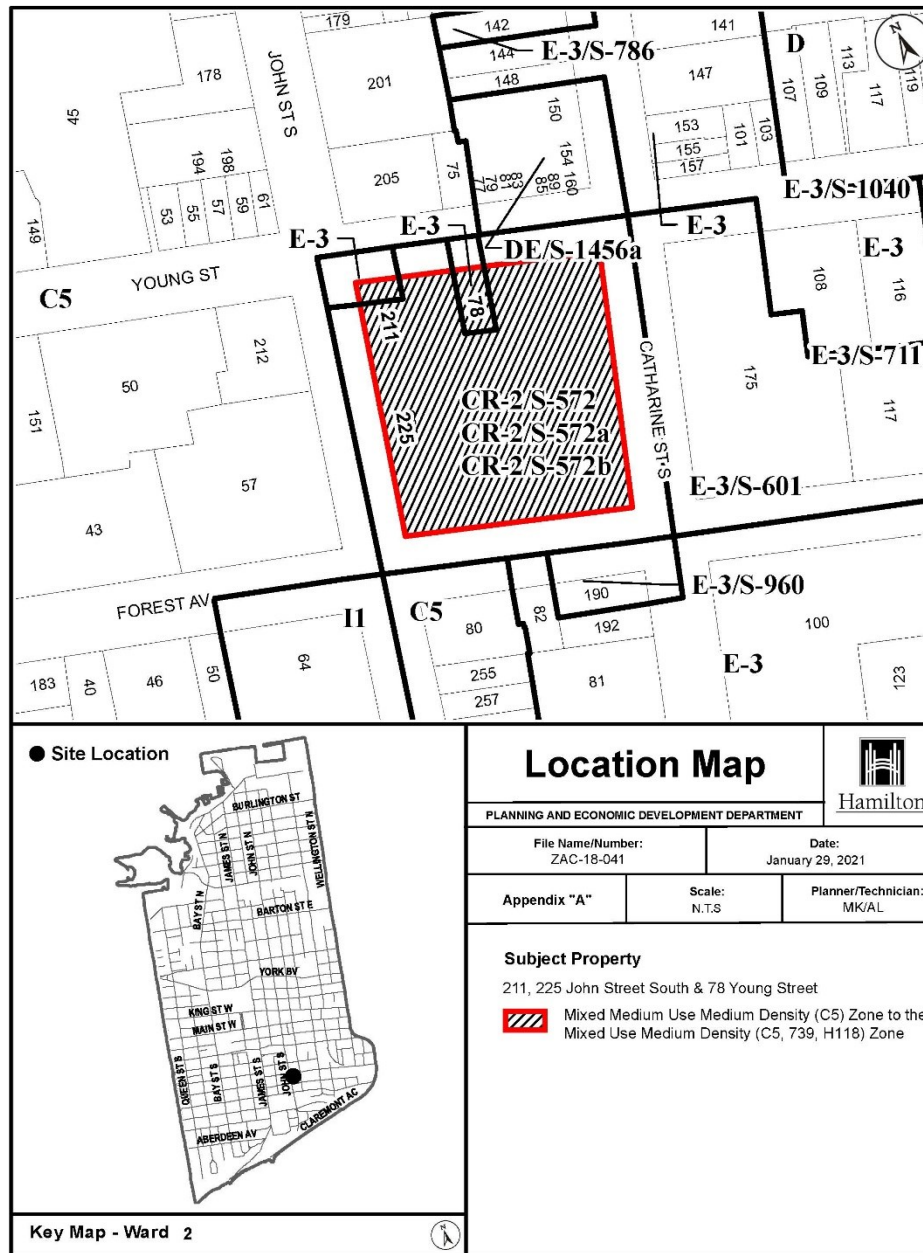 179
142
141
D
N
JOHN ST S
178
201
144
E-3/S-786
148
147
107
109
113
117
119
45
150
153
155
157
101
103
194
198
205
75
77
79
81
83
85
89
154
160
53
55
57
59
61
149
E-3
E-3
E-3
E-3/S-1040
DE/S-1456a
YOUNG ST
C5
78
211
108
E-3
116
50
212
CATHARINE ST S
E-3/S-711
151
225
CR-2/S-572
CR-2/S-572a
CR-2/S-572b
175
117
57
E-3/S-601
43
FOREST AV
I1
C5
190
E-3/S-960
80
82
192
100
183
40
46
50
64
255
257
81
E-3
123
Site Location
BURLINGTON ST
JAMES ST N
JOHN ST N
WELLINGTON ST N
BAY ST N
BARTON ST E
YORK BV
KING ST W
MAIN ST W
QUEEN ST S
BAY ST S
JAMES ST S
JOHN ST S
CLAREMONT AC
ABERDEEN AV
Key Map - Ward 2
N
Location Map
Hamilton
PLANNING AND ECONOMIC DEVELOPMENT DEPARTMENT
File Name/Number:
ZAC-18-041
Date:
January 29, 2021
Appendix "A"
Scale:
N.T.S
Planner/Technician:
MK/AL
Subject Property
211, 225 John Street South & 78 Young Street
Mixed Medium Use Medium Density (C5) Zone to the
Mixed Use Medium Density (C5, 739, H118) Zone